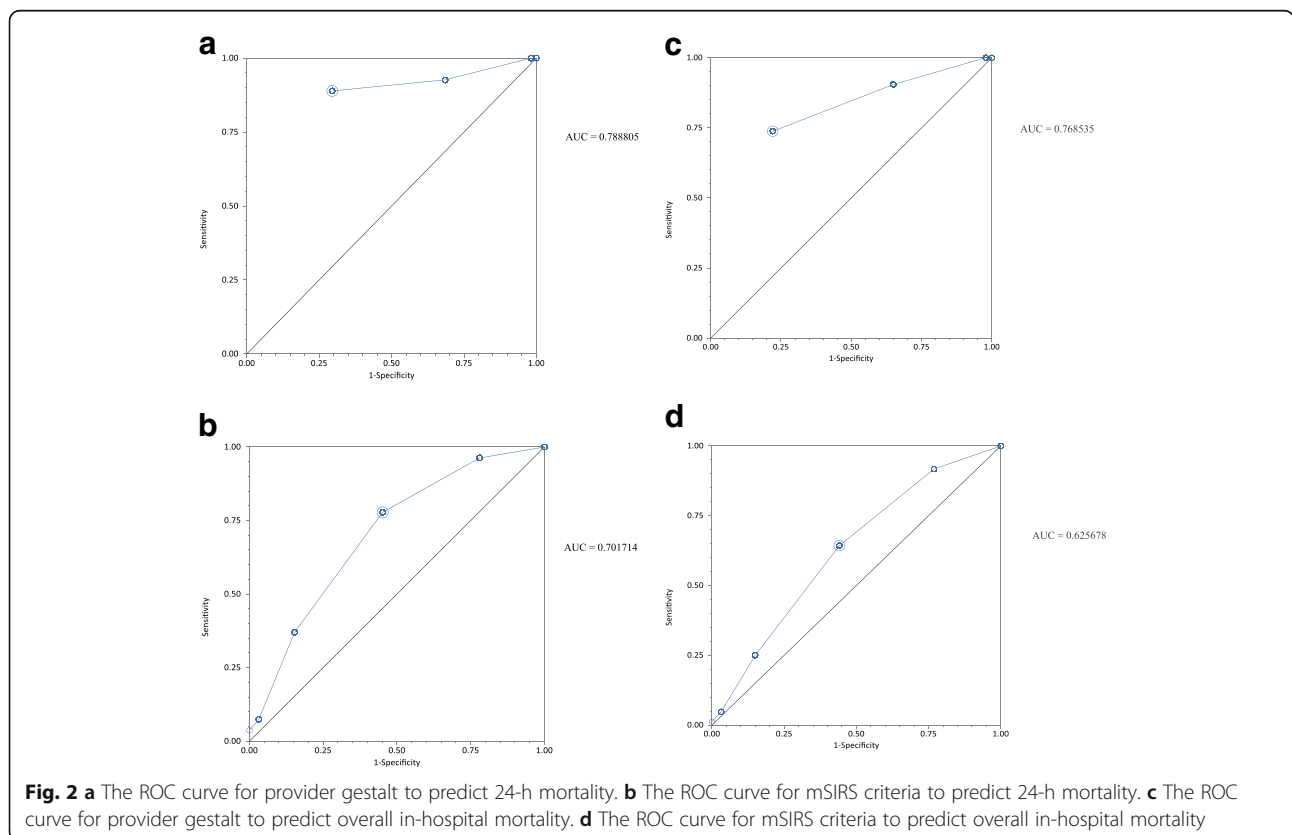 a
1.00
0.75
0.50
0.25
0.00
Sensitivity
0.00 0.25 0.50 0.75 1.00
1-Specificity
AUC = 0.788805
c
1.00
0.75
0.50
0.25
0.00
Sensitivity
0.00 0.25 0.50 0.75 1.00
1-Specificity
AUC = 0.768535
b
1.00
0.75
0.50
0.25
0.00
Sensitivity
0.00 0.25 0.50 0.75 1.00
1-Specificity
AUC = 0.701714
d
1.00
0.75
0.50
0.25
0.00
Sensitivity
0.00 0.25 0.50 0.75 1.00
1-Specificity
AUC = 0.625678
Fig. 2 a The ROC curve for provider gestalt to predict 24-h mortality. b The ROC curve for mSIRS criteria to predict 24-h mortality. c The ROC
curve for provider gestalt to predict overall in-hospital mortality. d The ROC curve for mSIRS criteria to predict overall in-hospital mortality